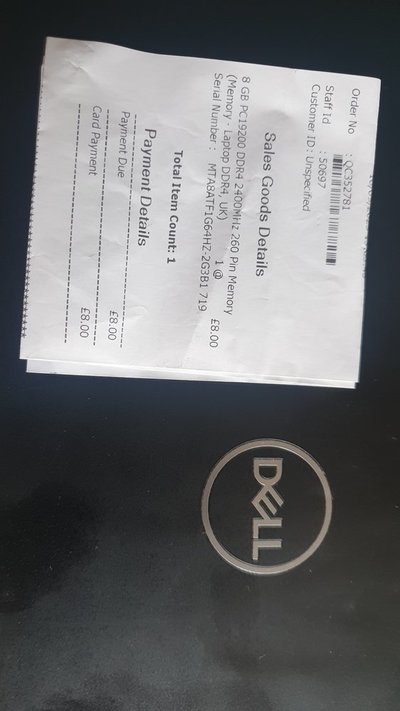 Order No : QC352781
Staff Id : 50697
Customer ID : Unspecified
Sales Goods Details
8 GB PC19200 DDR4 2400MHz 260 Pin Memory
(Memory - Laptop DDR4, UK)
1 @ £8.00
Serial Number : MTA8ATF1G64HZ-2G3B1 719
Total Item Count: 1
Payment Details
Payment Due £8.00
Card Payment £8.00
DELL